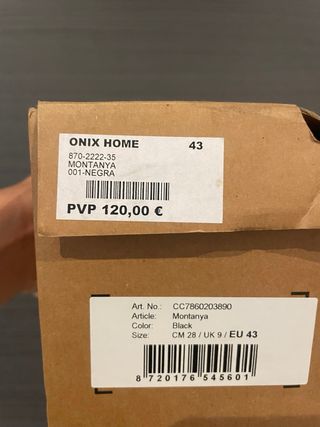 ONIX HOME 43
870-2222-35
MONTANYA
001-NEGRA
PVP 120,00 €
Art. No.: CC7860203890
Article: Montanya
Color: Black
Size: CM 28 / UK 9 / EU 43
8 720176 545601